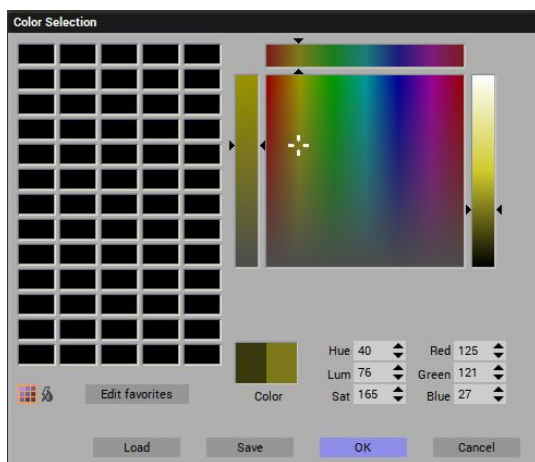 Color Selection
Hue 40 Red 125
Lum 76 Green 121
Sat 165 Blue 27
Color
Edit favorites
Load Save OK Cancel